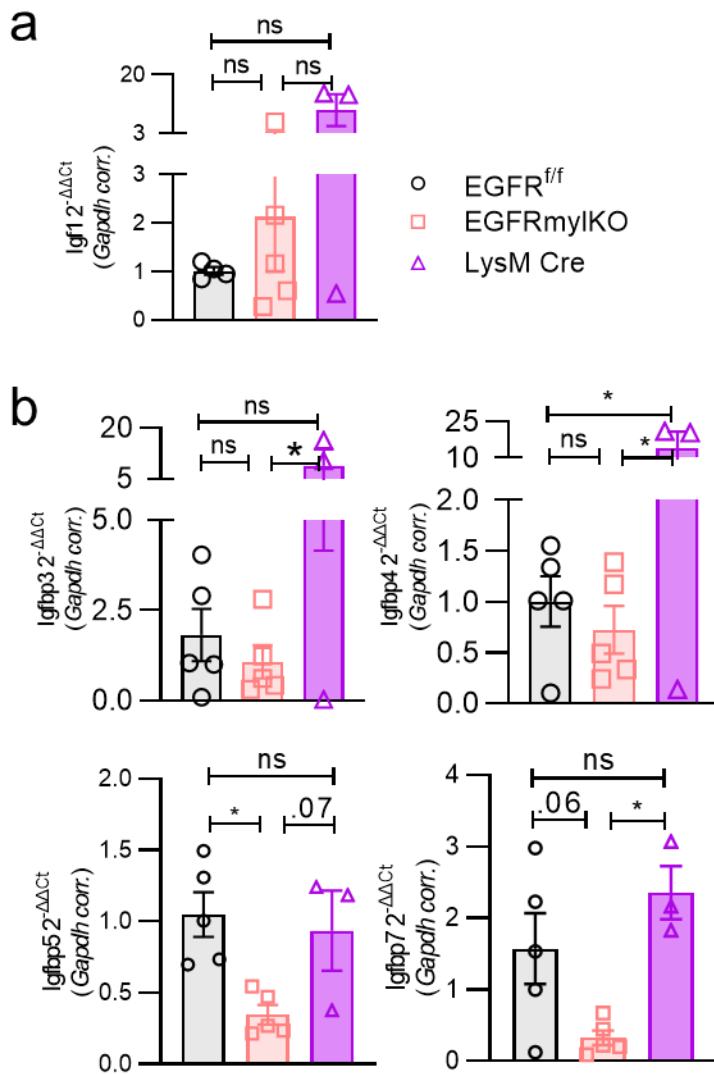 a
ns
ns
ns
20
3
3
2
1
0
Igf1 2^-ΔΔCt
(Gapdh corr.)
EGFR^f/f
EGFRmylKO
LysM Cre
b
ns
ns
*
20
5
5.0
2.5
0.0
Igfbp3 2^-ΔΔCt
(Gapdh corr.)
*
ns
*
25
10
2.0
1.5
1.0
0.5
0.0
Igfbp4 2^-ΔΔCt
(Gapdh corr.)
ns
*
.07
2.0
1.5
1.0
0.5
0.0
Igfbp5 2^-ΔΔCt
(Gapdh corr.)
ns
.06
*
4
3
2
1
0
Igfbp7 2^-ΔΔCt
(Gapdh corr.)